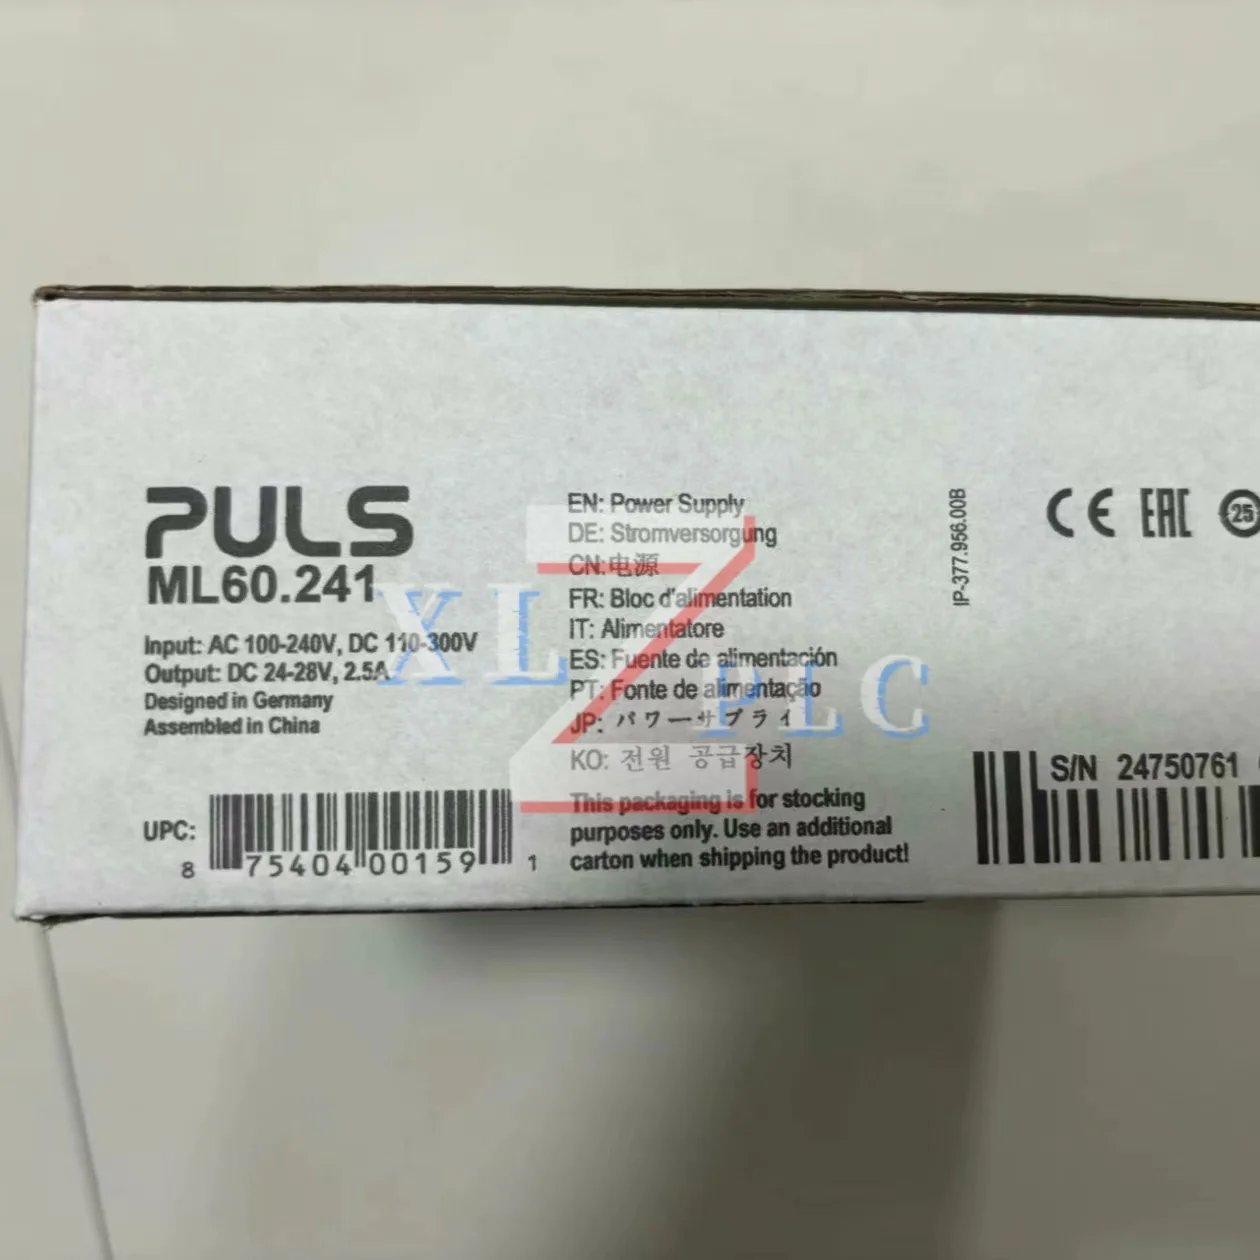 PULS
ML60.241
Input: AC 100-240V, DC 110-300V
Output: DC 24-28V, 2.5A
Designed in Germany
Assembled in China
UPC:
8 75404 00159 1
EN: Power Supply
DE: Stromversorgung
CN: 电源
FR: Bloc d'alimentation
IT: Alimentatore
ES: Fuente de alimentación
PT: Fonte de alimentação
JP: パワーサプライ
KO: 전원 공급장치
This packaging is for stocking
purposes only. Use an additional
carton when shipping the product!
IP-377.956.00B
CE EAC 25
S/N 24750761
XLZ PLC